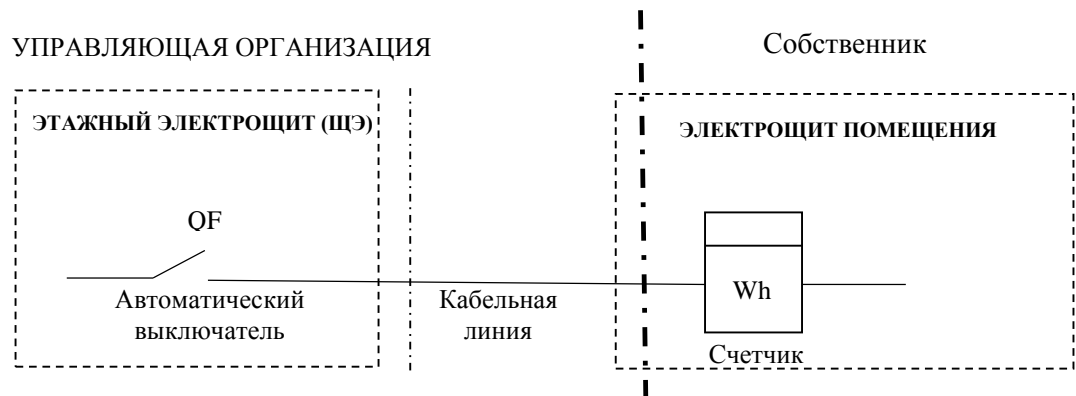 УПРАВЛЯЮЩАЯ ОРГАНИЗАЦИЯ
Собственник
ЭТАЖНЫЙ ЭЛЕКТРОЩИТ (ЩЭ)
ЭЛЕКТРОЩИТ ПОМЕЩЕНИЯ
QF
Автоматический
выключатель
Кабельная
линия
Wh
Счетчик